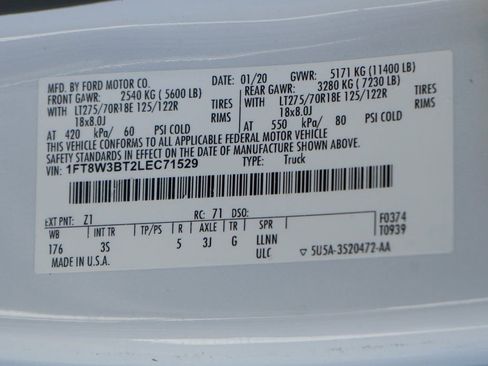 MFD. BY FORD MOTOR CO.
DATE: 01/20 GVWR: 5171 KG (11400 LB)
FRONT GAWR: 2540 KG (5600 LB) REAR GAWR: 3280 KG (7230 LB)
WITH LT275/70R18E 125/122R TIRES WITH LT275/70R18E 125/122R TIRES
18x8.0J RIMS 18x8.0J RIMS
AT 420 kPa/ 60 PSI COLD AT 550 kPa/ 80 PSI COLD
THIS VEHICLE CONFORMS TO ALL APPLICABLE FEDERAL MOTOR VEHICLE
SAFETY STANDARDS IN EFFECT ON THE DATE OF MANUFACTURE SHOWN ABOVE.
VIN: 1FT8W3BT2LEC71529 TYPE: Truck
EXT PNT: Z1 RC: 71 DSO:
WB INT TR TP/PS R AXLE TR SPR
176 3S 5 3J G LLNN
ULC
F0374
T0939
MADE IN U.S.A.
▽ 5U5A-3520472-AA